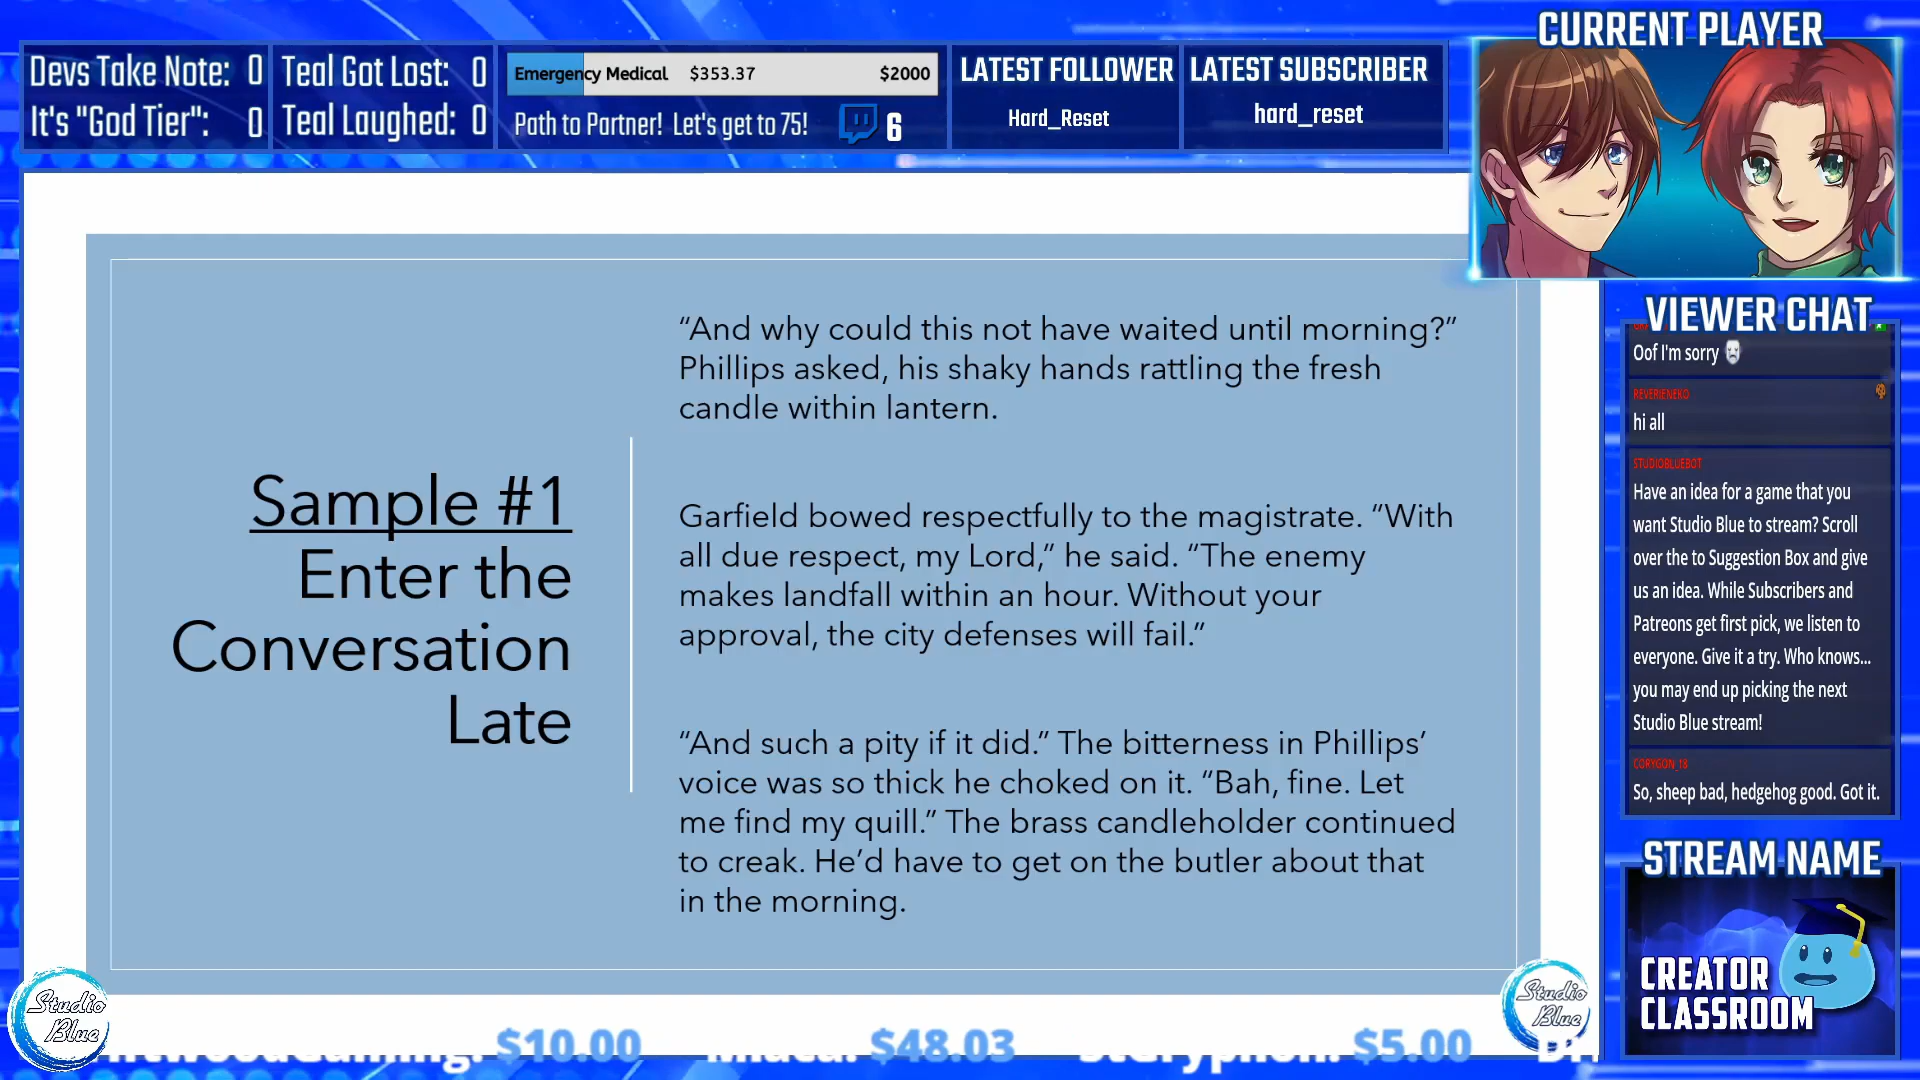 CURRENT PLAYER
Devs Take Note: 0
It's "God Tier": 0
Teal Got Lost: 0
Teal Laughed: 0
Emergency Medical $353.37 $2000
Path to Partner! Let's get to 75! 6
LATEST FOLLOWER
Hard_Reset
LATEST SUBSCRIBER
hard_reset
Sample #1
Enter the
Conversation
Late
“And why could this not have waited until morning?”
Phillips asked, his shaky hands rattling the fresh
candle within lantern.
Garfield bowed respectfully to the magistrate. “With
all due respect, my Lord,” he said. “The enemy
makes landfall within an hour. Without your
approval, the city defenses will fail.”
“And such a pity if it did.” The bitterness in Phillips’
voice was so thick he choked on it. “Bah, fine. Let
me find my quill.” The brass candleholder continued
to creak. He’d have to get on the butler about that
in the morning.
VIEWER CHAT
Oof I'm sorry
REVERIENEKO
hi all
STUDIOBLUEBOT
Have an idea for a game that you
want Studio Blue to stream? Scroll
over the to Suggestion Box and give
us an idea. While Subscribers and
Patreons get first pick, we listen to
everyone. Give it a try. Who knows...
you may end up picking the next
Studio Blue stream!
CORYGON_18
So, sheep bad, hedgehog good. Got it.
STREAM NAME
CREATOR
CLASSROOM
Studio
Blue
Studio
Blue
$10.00 $48.03 StGryphon: $5.00